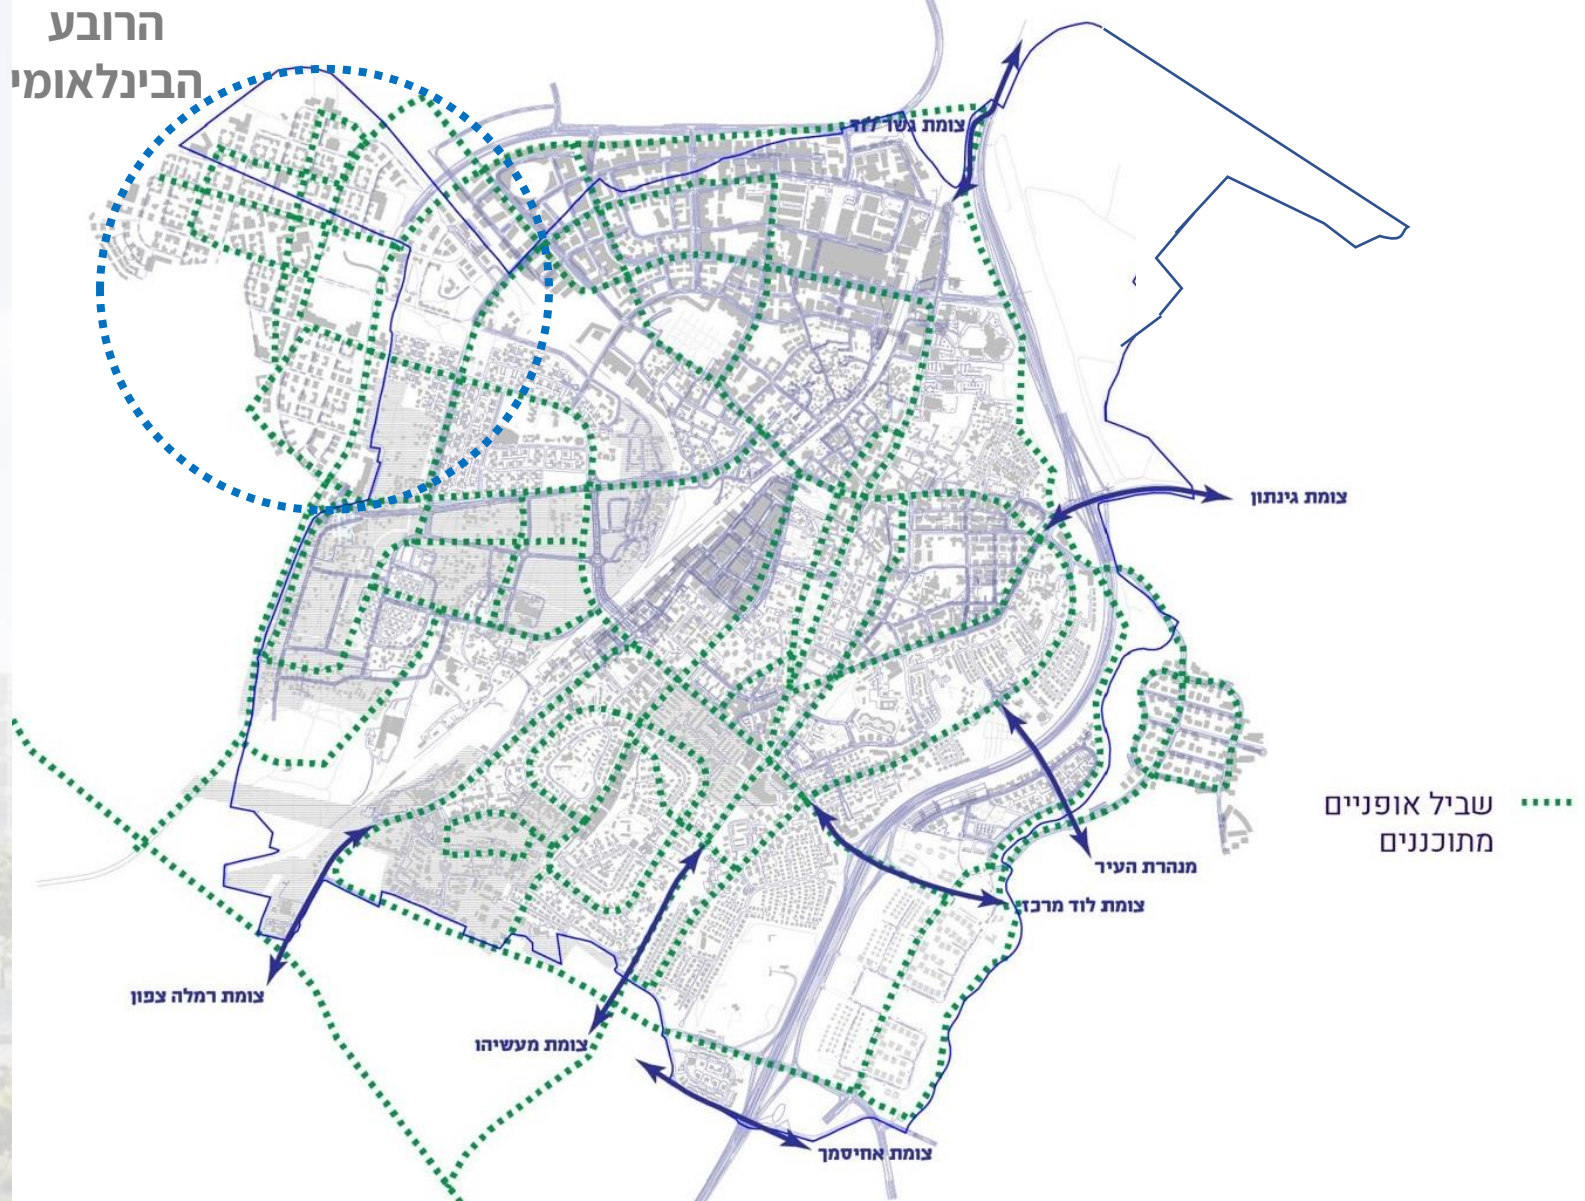 הרובע
הבינלאומי
צומת גשר לוד
צומת גינתון
שביל אופניים
מתוכננים
מנהרת העיר
צומת לוד מרכז
צומת רמלה צפון
צומת מעשיהו
צומת אחיסמך